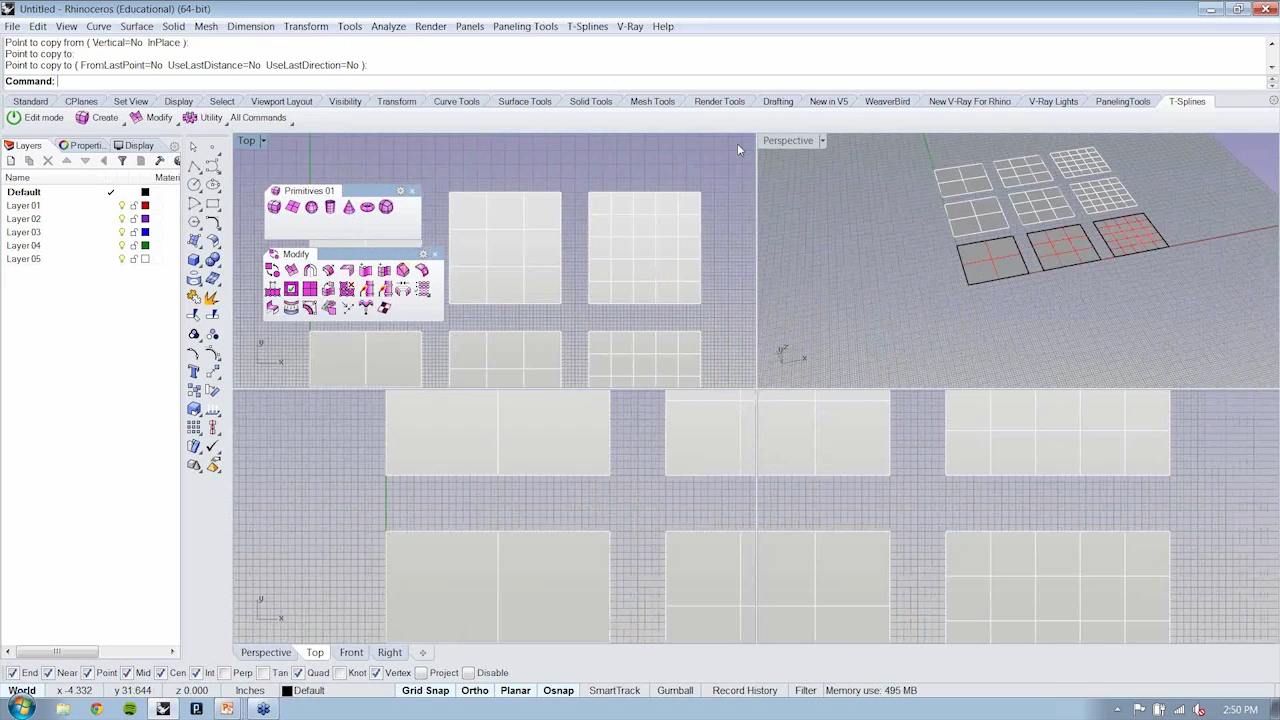 Untitled - Rhinoceros (Educational) (64-bit)
File Edit View Curve Surface Solid Mesh Dimension Transform Tools Analyze Render Panels Paneling Tools T-Splines V-Ray Help
Point to copy from ( Vertical=No InPlace ):
Point to copy to:
Point to copy to ( FromLastPoint=No UseLastDistance=No UseLastDirection=No ):
Command:
Standard CPlanes Set View Display Select Viewport Layout Visibility Transform Curve Tools Surface Tools Solid Tools Mesh Tools Render Tools Drafting New in V5 WeaverBird New V-Ray For Rhino V-Ray Lights PanelingTools T-Splines
Edit mode Create Modify Utility All Commands
Layers Properti... Display
Top
Perspective
Name Materi
Default
Layer 01
Layer 02
Layer 03
Layer 04
Layer 05
Primitives 01
Modify
y
x
y z
x
y
x
Perspective Top Front Right
End Near Point Mid Cen Int Perp Tan Quad Knot Vertex Project Disable
World x -4.332 y 31.644 z 0.000 Inches Default Grid Snap Ortho Planar Osnap SmartTrack Gumball Record History Filter Memory use: 495 MB
2:50 PM